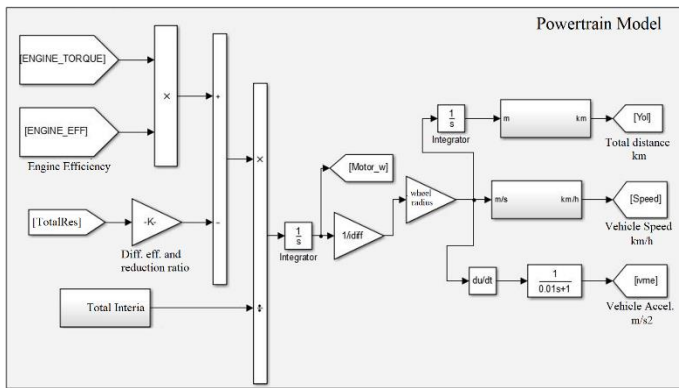 Powertrain Model
[ENGINE_TORQUE]
[ENGINE_EFF]
Engine Efficiency
×
+
−
[TotalRes]
-K-
Diff. eff. and
reduction ratio
Total Interia
×
÷
1
s
Integrator
[Motor_w]
1/idiff
wheel
radius
1
s
Integrator
m
km
[Yol]
Total distance
km
m/s
km/h
[Speed]
Vehicle Speed
km/h
du/dt
1
0.01s+1
[ivme]
Vehicle Accel.
m/s2